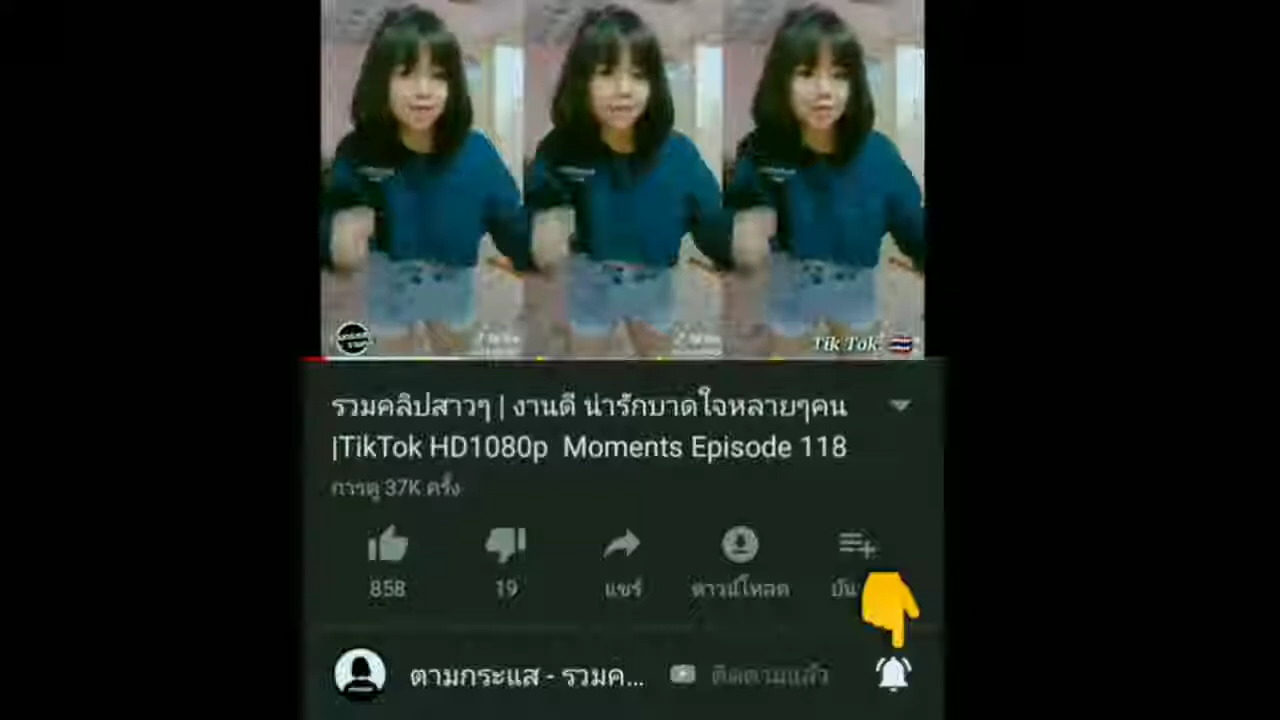 Tik Tok
รวมคลิปสาวๆ | งานดี น่ารักบาดใจหลายๆคน
|TikTok HD1080p Moments Episode 118
การดู 37K ครั้ง
858
19
แชร์
ดาวน์โหลด
ตามกระแส - รวมค...
ติดตามแล้ว